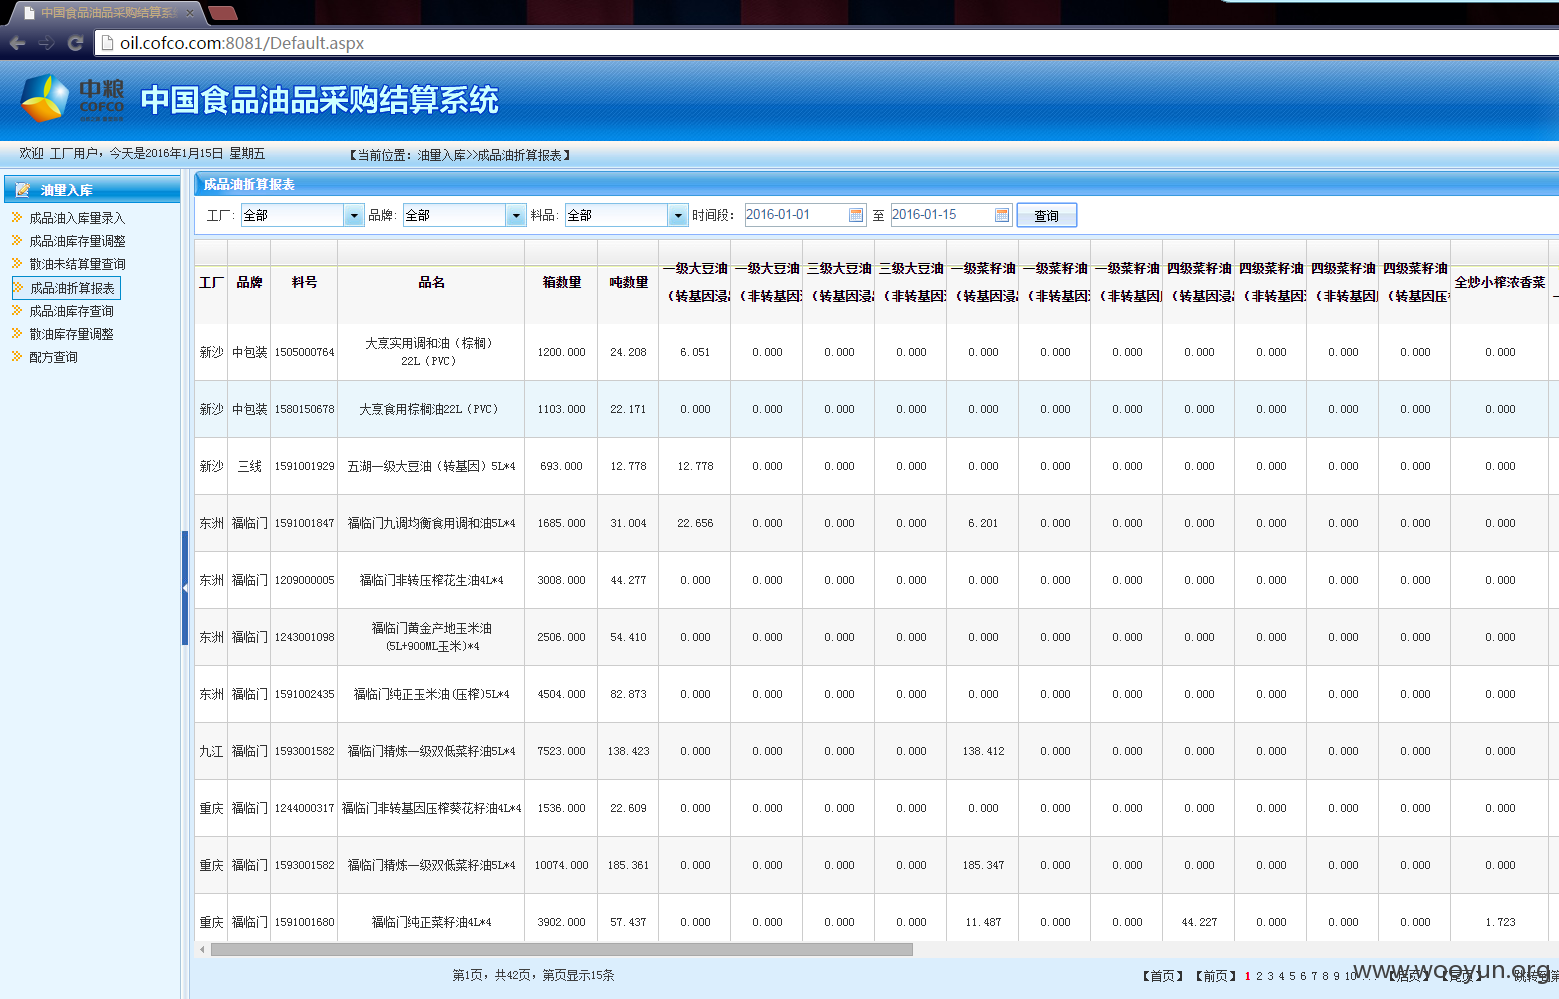 中国食品油品采购结算系
oil.cofco.com:8081/Default.aspx
中粮
COFCO
中国食品油品采购结算系统
欢迎 工厂用户，今天是2016年1月15日 星期五
【当前位置：油量入库>>成品油折算报表】
油量入库
成品油入库量录入
成品油库存量调整
散油未结算量查询
成品油折算报表
成品油库存查询
散油库存量调整
配方查询
成品油折算报表
工厂: 全部 品牌: 全部 料品: 全部 时间段： 2016-01-01 至 2016-01-15 查询
工厂 品牌 料号 品名 箱数量 吨数量 一级大豆油（转基因浸 一级大豆油（非转基因 三级大豆油（转基因浸 三级大豆油（非转基因 一级菜籽油（转基因浸 一级菜籽油（非转基因 一级菜籽油（非转基因 四级菜籽油（转基因浸 四级菜籽油（非转基因 四级菜籽油（非转基因 四级菜籽油（转基因压 全炒小榨浓香菜
新沙 中包装 1505000764 大烹实用调和油（棕榈）22L（PVC） 1200.000 24.208 6.051 0.000 0.000 0.000 0.000 0.000 0.000 0.000 0.000 0.000 0.000 0.000
新沙 中包装 1580150678 大烹食用棕榈油22L（PVC） 1103.000 22.171 0.000 0.000 0.000 0.000 0.000 0.000 0.000 0.000 0.000 0.000 0.000 0.000
新沙 三线 1591001929 五湖一级大豆油（转基因）5L*4 693.000 12.778 12.778 0.000 0.000 0.000 0.000 0.000 0.000 0.000 0.000 0.000 0.000 0.000
东洲 福临门 1591001847 福临门九调均衡食用调和油5L*4 1685.000 31.004 22.656 0.000 0.000 0.000 6.201 0.000 0.000 0.000 0.000 0.000 0.000 0.000
东洲 福临门 1209000005 福临门非转压榨花生油4L*4 3008.000 44.277 0.000 0.000 0.000 0.000 0.000 0.000 0.000 0.000 0.000 0.000 0.000 0.000
东洲 福临门 1243001098 福临门黄金产地玉米油(5L+900ML玉米)*4 2506.000 54.410 0.000 0.000 0.000 0.000 0.000 0.000 0.000 0.000 0.000 0.000 0.000 0.000
东洲 福临门 1591002435 福临门纯正玉米油(压榨)5L*4 4504.000 82.873 0.000 0.000 0.000 0.000 0.000 0.000 0.000 0.000 0.000 0.000 0.000 0.000
九江 福临门 1593001582 福临门精炼一级双低菜籽油5L*4 7523.000 138.423 0.000 0.000 0.000 0.000 138.412 0.000 0.000 0.000 0.000 0.000 0.000 0.000
重庆 福临门 1244000317 福临门非转基因压榨葵花籽油4L*4 1536.000 22.609 0.000 0.000 0.000 0.000 0.000 0.000 0.000 0.000 0.000 0.000 0.000 0.000
重庆 福临门 1593001582 福临门精炼一级双低菜籽油5L*4 10074.000 185.361 0.000 0.000 0.000 0.000 185.347 0.000 0.000 0.000 0.000 0.000 0.000 0.000
重庆 福临门 1591001680 福临门纯正菜籽油4L*4 3902.000 57.437 0.000 0.000 0.000 0.000 11.487 0.000 0.000 44.227 0.000 0.000 0.000 1.723
第1页，共42页，第页显示15条
【首页】 【前页】 1 2 3 4 5 6 7 8 9 10 ... 【后页】 【尾页】
www.wooyun.org